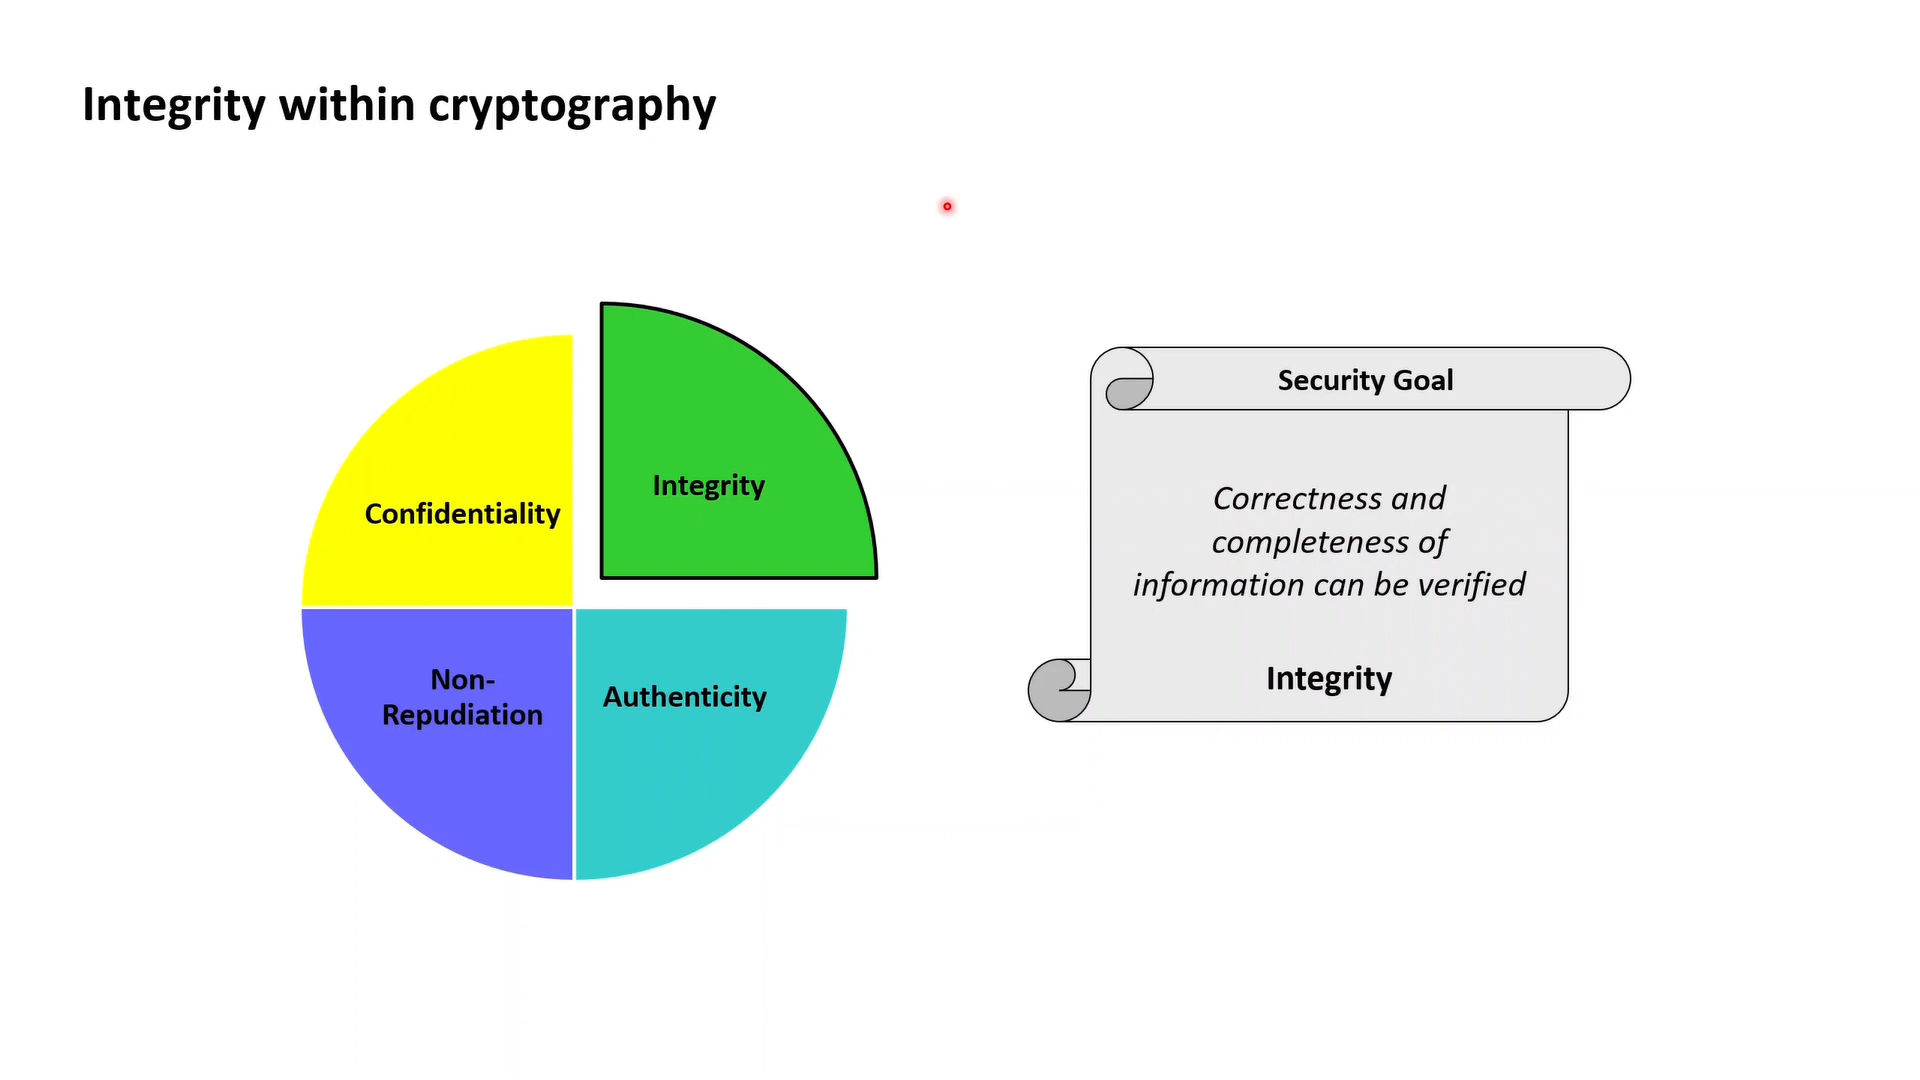 Integrity within cryptography
Integrity
Confidentiality
Non-
Repudiation
Authenticity
Security Goal
Correctness and
completeness of
information can be verified
Integrity